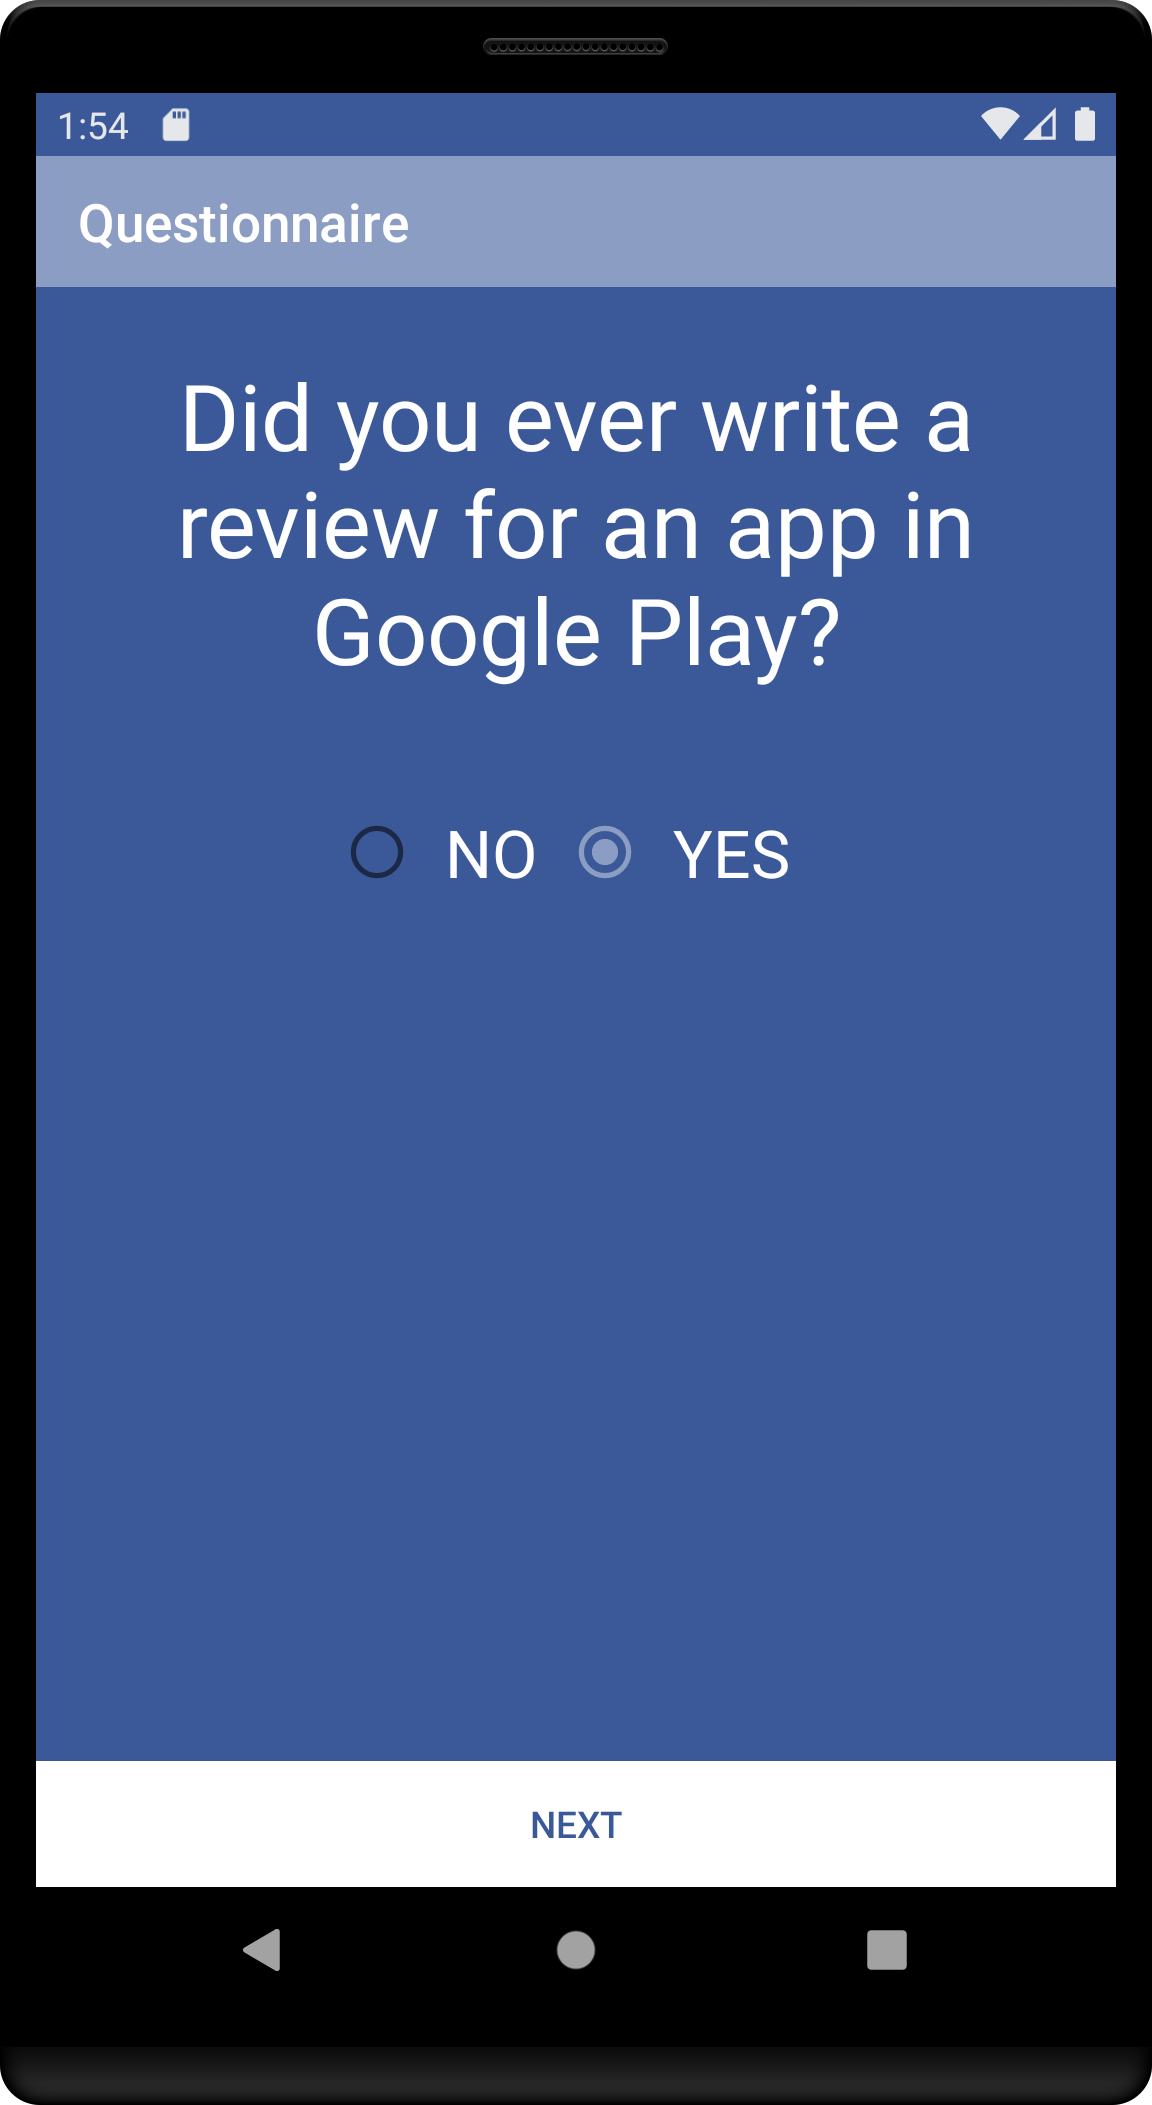 1:54
Questionnaire
Did you ever write a
review for an app in
Google Play?
NO YES
NEXT